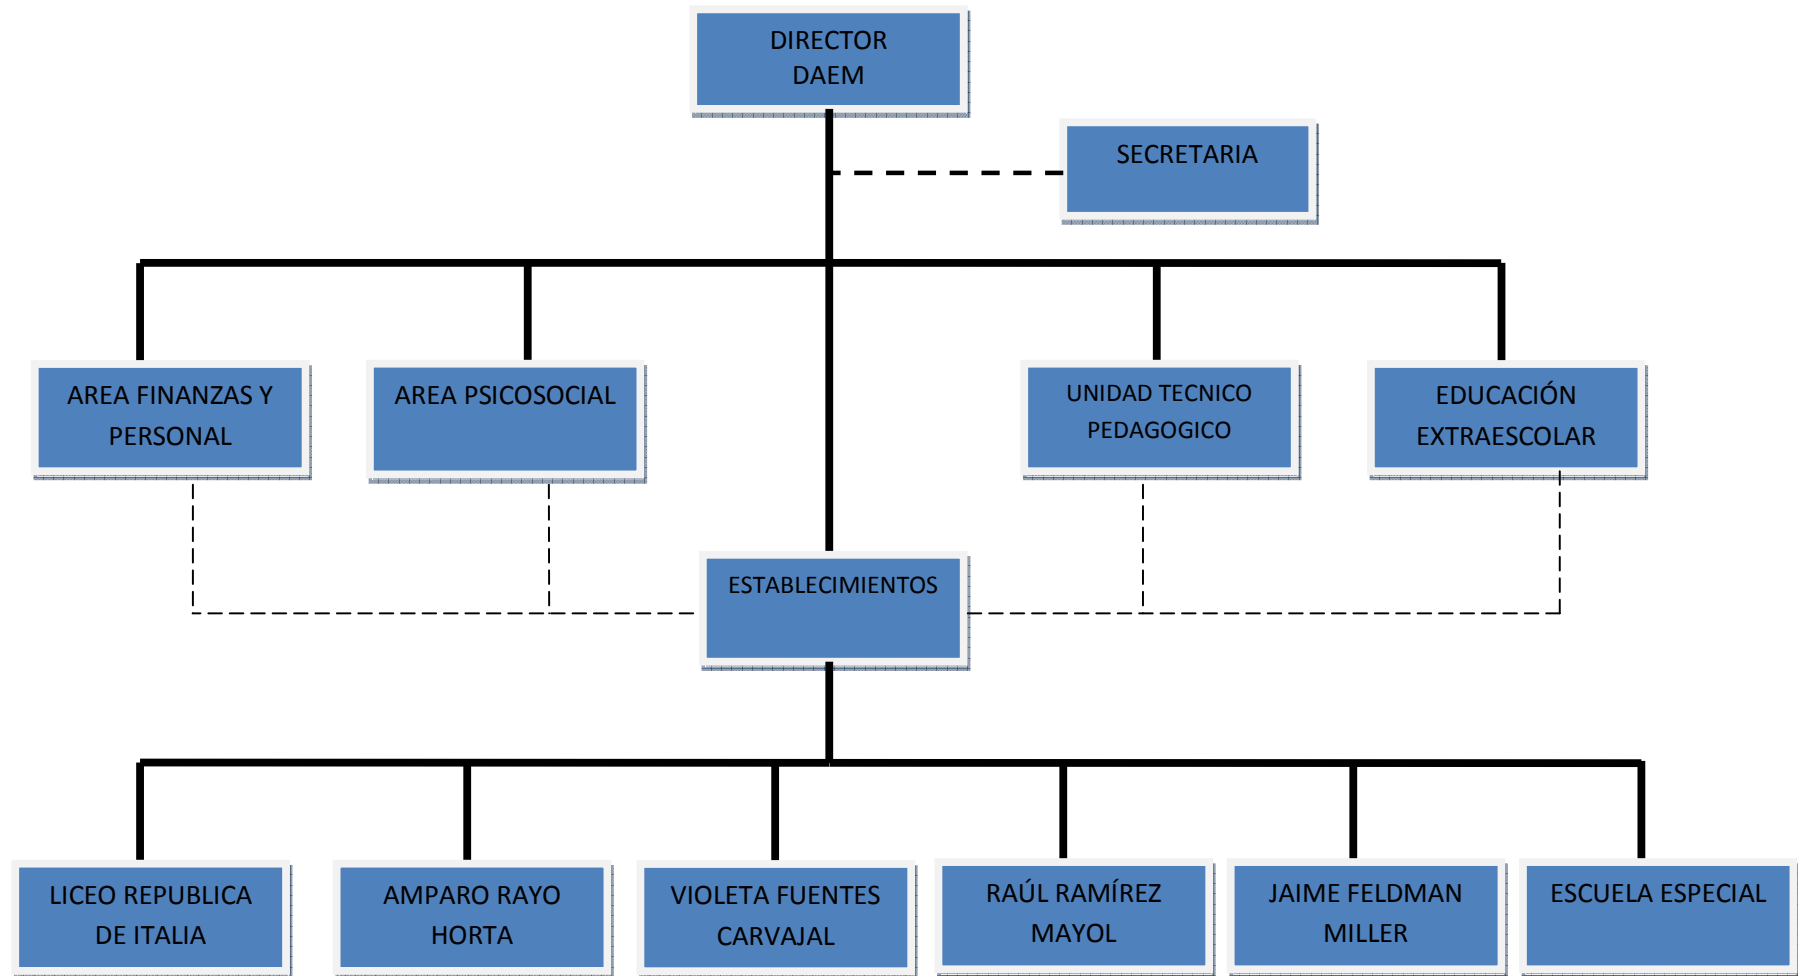 DIRECTOR
DAEM
SECRETARIA
AREA FINANZAS Y
PERSONAL
AREA PSICOSOCIAL
UNIDAD TECNICO
PEDAGOGICO
EDUCACIÓN
EXTRAESCOLAR
ESTABLECIMIENTOS
LICEO REPUBLICA
DE ITALIA
AMPARO RAYO
HORTA
VIOLETA FUENTES
CARVAJAL
RAÚL RAMÍREZ
MAYOL
JAIME FELDMAN
MILLER
ESCUELA ESPECIAL